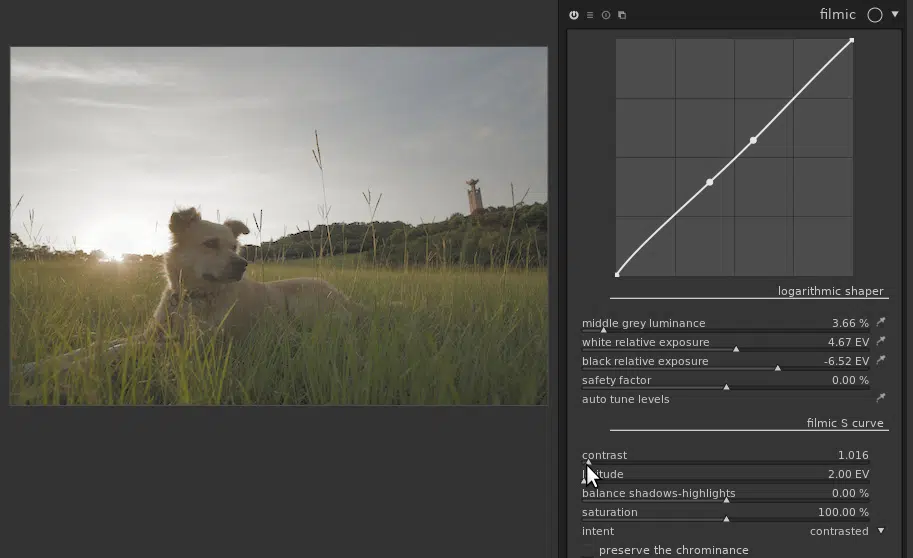 filmic
logarithmic shaper
middle grey luminance 3.66 %
white relative exposure 4.67 EV
black relative exposure -6.52 EV
safety factor 0.00 %
auto tune levels
filmic S curve
contrast 1.016
2.00 EV
balance shadows-highlights 0.00 %
saturation 100.00 %
intent contrasted
preserve the chrominance